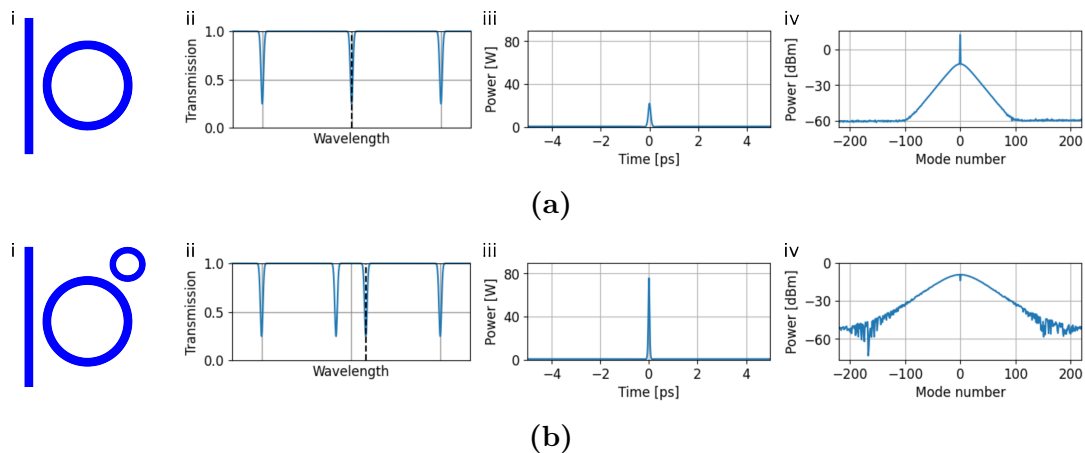 i
ii
Transmission
1.0
0.5
0.0
Wavelength
iii
Power [W]
80
40
0
−4 −2 0 2 4
Time [ps]
iv
Power [dBm]
0
−30
−60
−200 −100 0 100 200
Mode number
(a)
i
ii
Transmission
1.0
0.5
0.0
Wavelength
iii
Power [W]
80
40
0
−4 −2 0 2 4
Time [ps]
iv
Power [dBm]
0
−30
−60
−200 −100 0 100 200
Mode number
(b)